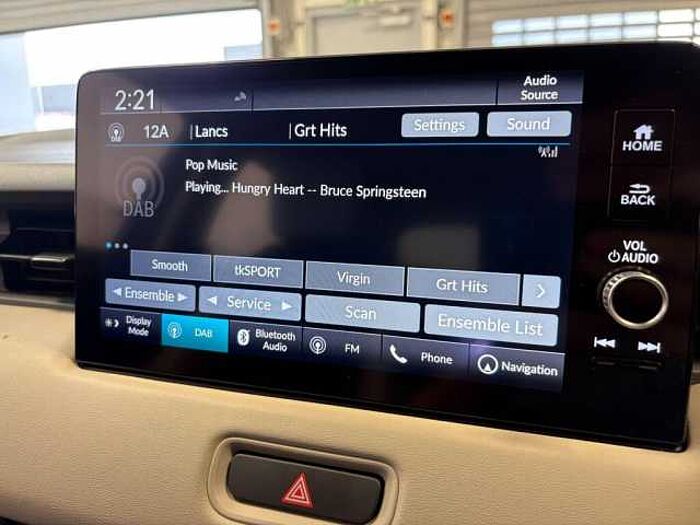 2:21
Audio Source
DAB 12A Lancs Grt Hits Settings Sound
HOME
Pop Music
Playing... Hungry Heart -- Bruce Springsteen
DAB
BACK
VOL
AUDIO
Smooth tkSPORT Virgin Grt Hits
Ensemble Service Scan Ensemble List
Display Mode DAB Bluetooth Audio FM Phone Navigation